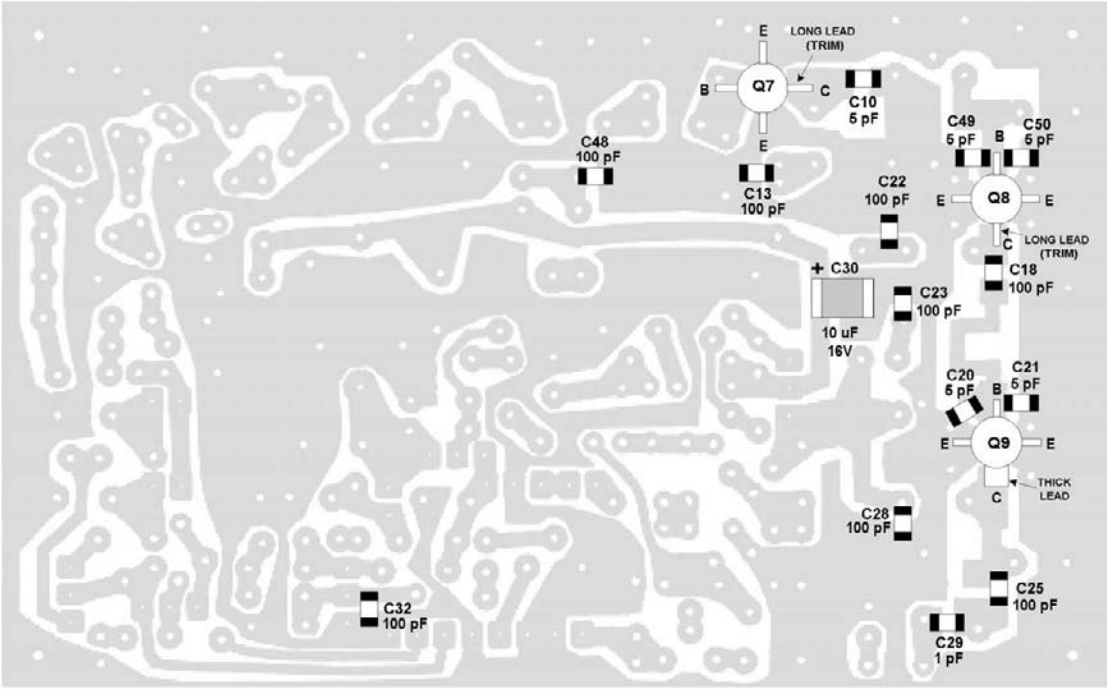 E
LONG LEAD
(TRIM)
B
Q7
C
C10
5 pF
E
C48
100 pF
C13
100 pF
C49
5 pF
B
C50
5 pF
C22
100 pF
E
Q8
E
C
LONG LEAD
(TRIM)
C18
100 pF
+ C30
10 uF
16V
C23
100 pF
C20
5 pF
B
C21
5 pF
E
Q9
E
C
THICK
LEAD
C28
100 pF
C25
100 pF
C32
100 pF
C29
1 pF